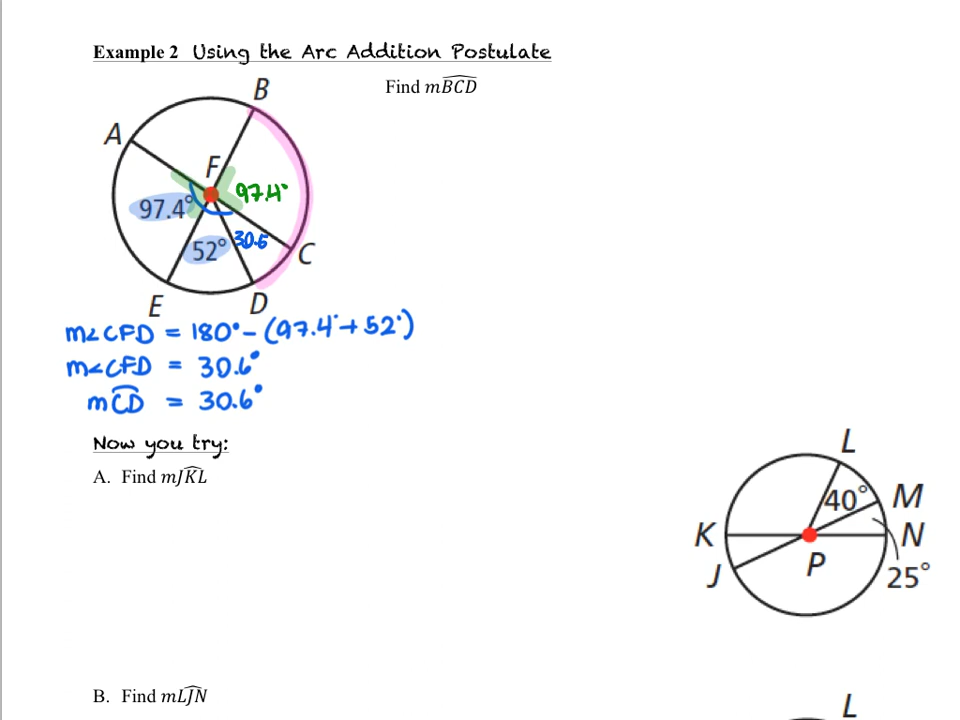 Example 2 Using the Arc Addition Postulate
Find mBCD
B
A
F
97.4°
97.4°
52°
30.6
C
E
D
m∠CFD = 180° – (97.4° + 52°)
m∠CFD = 30.6°
mCD = 30.6°
Now you try:
A. Find mJKL
L
40°
M
K
N
P
J
25°
B. Find mLJN
L